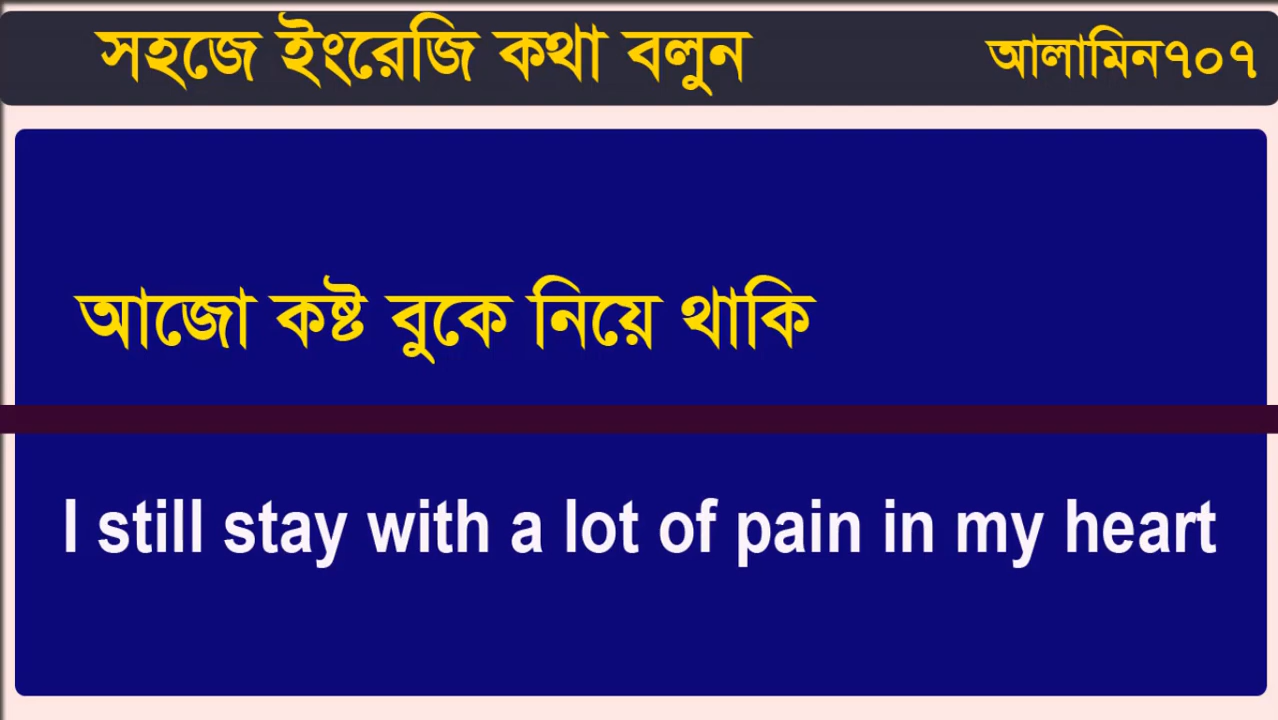 সহজে ইংরেজি কথা বলুন
আলামিন৭০৭
আজো কষ্ট বুকে নিয়ে থাকি
I still stay with a lot of pain in my heart